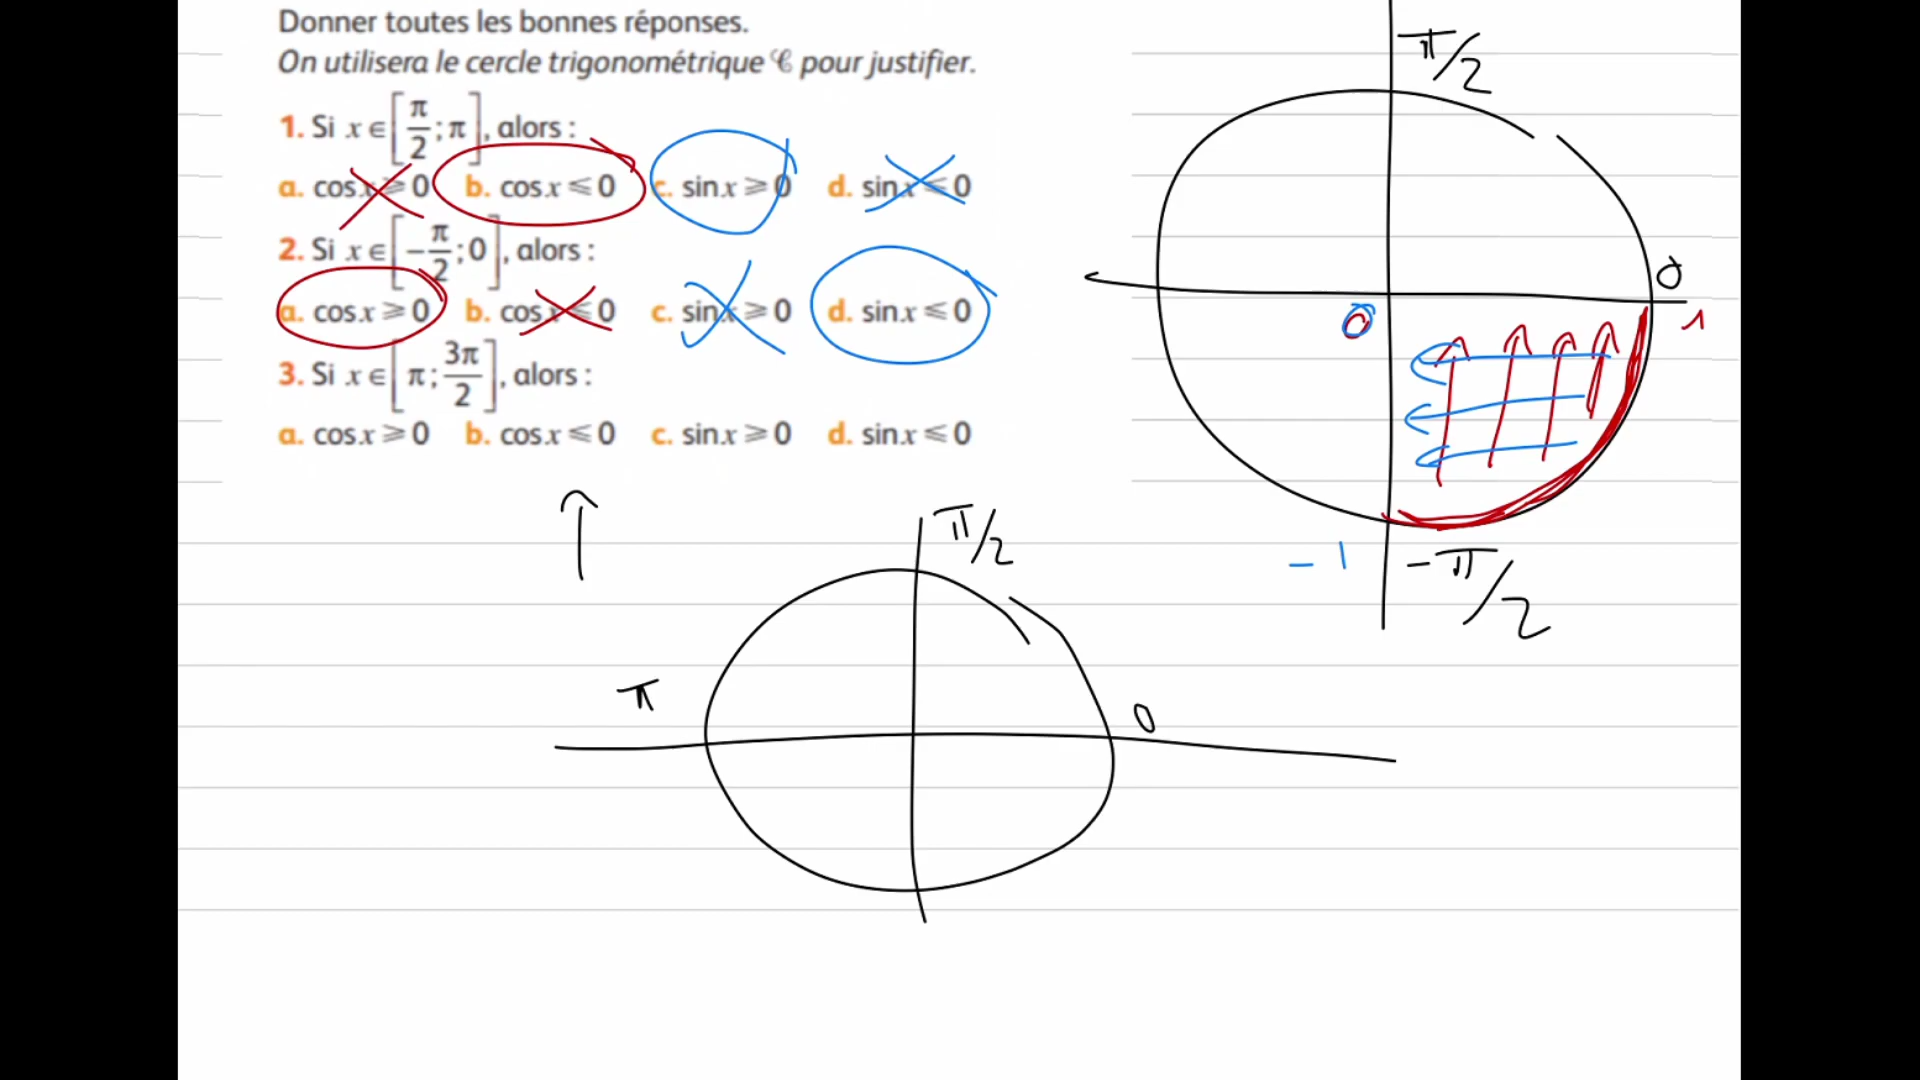 Donner toutes les bonnes réponses.
On utilisera le cercle trigonométrique 𝒞 pour justifier.
1. Si x ∈ [π/2 ; π], alors :
a. cos x ⩾ 0 b. cos x ⩽ 0 c. sin x ⩾ 0 d. sin x ⩽ 0
2. Si x ∈ [−π/2 ; 0], alors :
a. cos x ⩾ 0 b. cos x ⩽ 0 c. sin x ⩾ 0 d. sin x ⩽ 0
3. Si x ∈ [π ; 3π/2], alors :
a. cos x ⩾ 0 b. cos x ⩽ 0 c. sin x ⩾ 0 d. sin x ⩽ 0
π/2
0
0
1
-1
-π/2
π/2
π
0